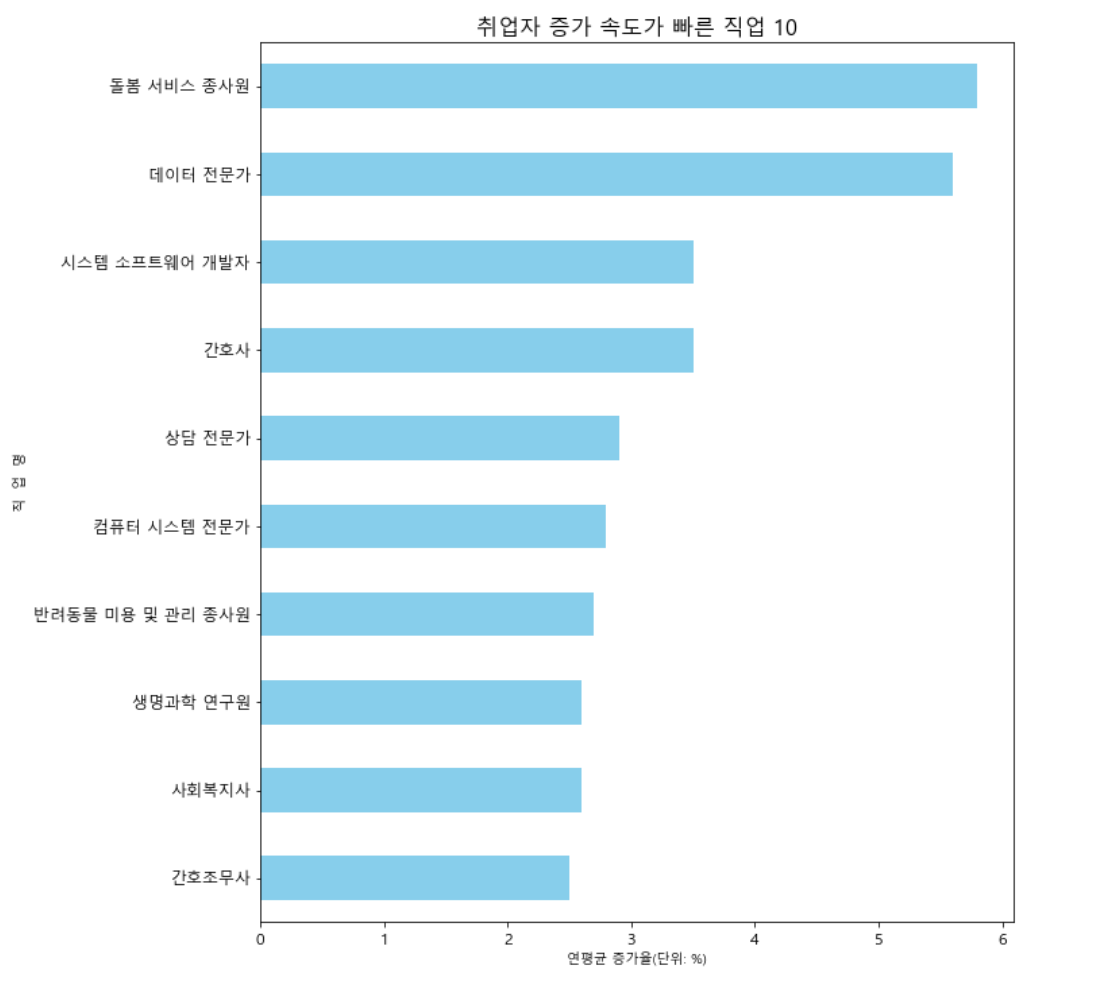 취업자 증가 속도가 빠른 직업 10
돌봄 서비스 종사원
데이터 전문가
시스템 소프트웨어 개발자
간호사
상담 전문가
컴퓨터 시스템 전문가
반려동물 미용 및 관리 종사원
생명과학 연구원
사회복지사
간호조무사
직 업 명
0 1 2 3 4 5 6
연평균 증가율(단위: %)